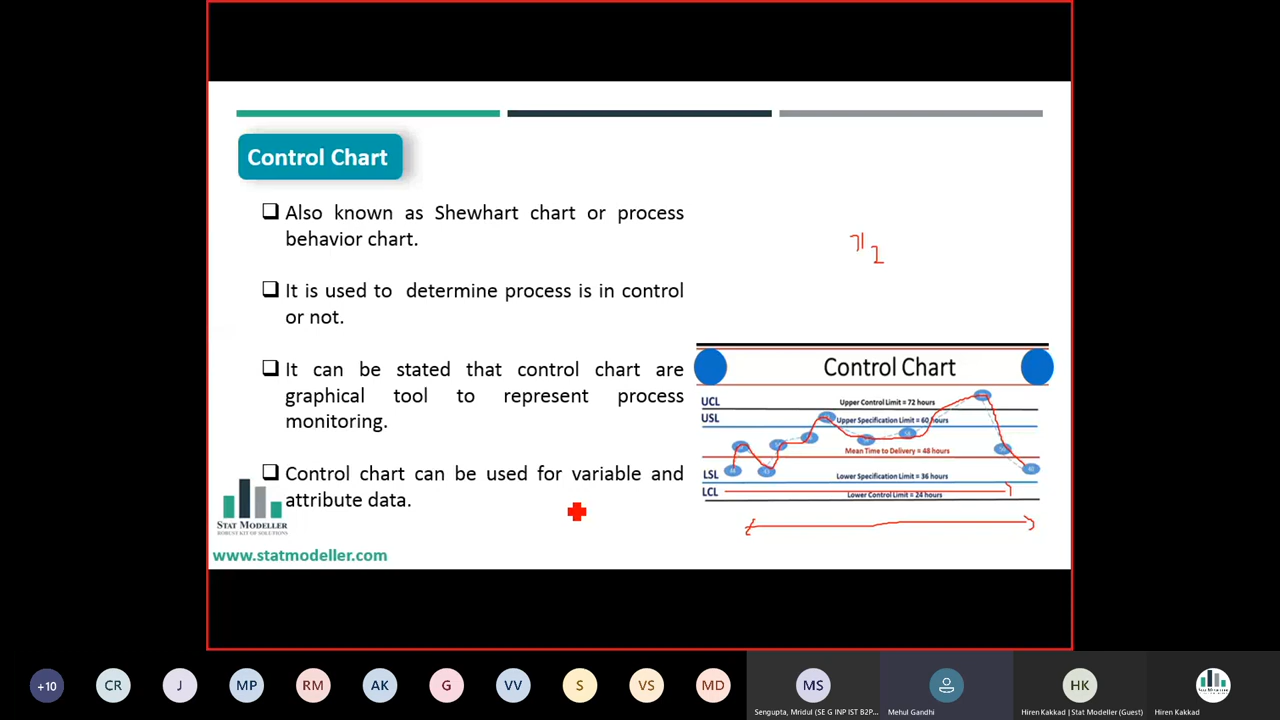 Control Chart
Also known as Shewhart chart or process
behavior chart.
It is used to determine process is in control
or not.
It can be stated that control chart are
graphical tool to represent process
monitoring.
Control chart can be used for variable and
attribute data.
STAT MODELLER
ROBUST KIT OF SOLUTIONS
www.statmodeller.com
Control Chart
UCL Upper Control Limit = 72 hours
USL Upper Specification Limit = 60 hours
Mean Time to Delivery = 48 hours
LSL Lower Specification Limit = 36 hours
LCL Lower Control Limit = 24 hours
+10 CR J MP RM AK G VV S VS MD MS HK
Sengupta, Mridul (SE G INP IST B2P...
Mehul Gandhi
Hiren Kakkad | Stat Modeller (Guest)
Hiren Kakkad